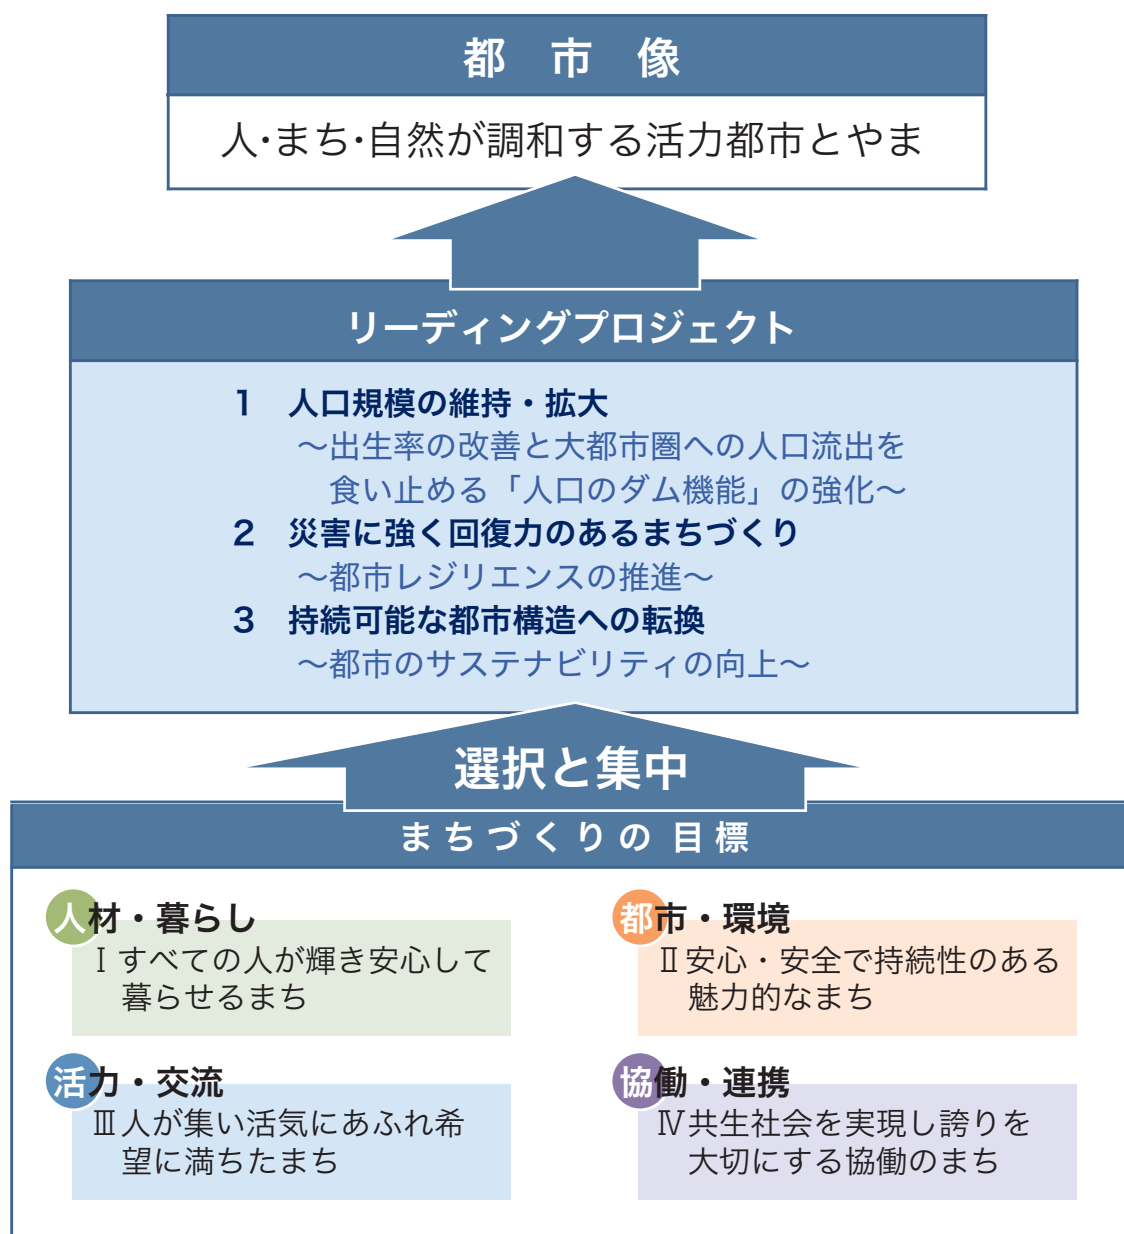 都 市 像
人・まち・自然が調和する活力都市とやま
リーディングプロジェクト
1 人口規模の維持・拡大
～出生率の改善と大都市圏への人口流出を
食い止める「人口のダム機能」の強化～
2 災害に強く回復力のあるまちづくり
～都市レジリエンスの推進～
3 持続可能な都市構造への転換
～都市のサステナビリティの向上～
選択と集中
まちづくりの目標
人材・暮らし
Ⅰ すべての人が輝き安心して
暮らせるまち
都市・環境
Ⅱ 安心・安全で持続性のある
魅力的なまち
活力・交流
Ⅲ 人が集い活気にあふれ希
望に満ちたまち
協働・連携
Ⅳ 共生社会を実現し誇りを
大切にする協働のまち